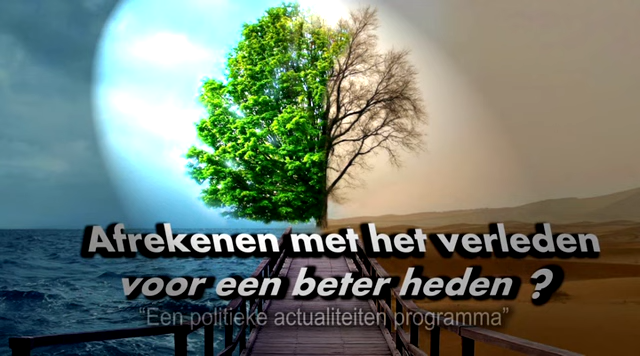 Afrekenen met het verleden
voor een beter heden ?
“Een politieke actualiteiten programma”